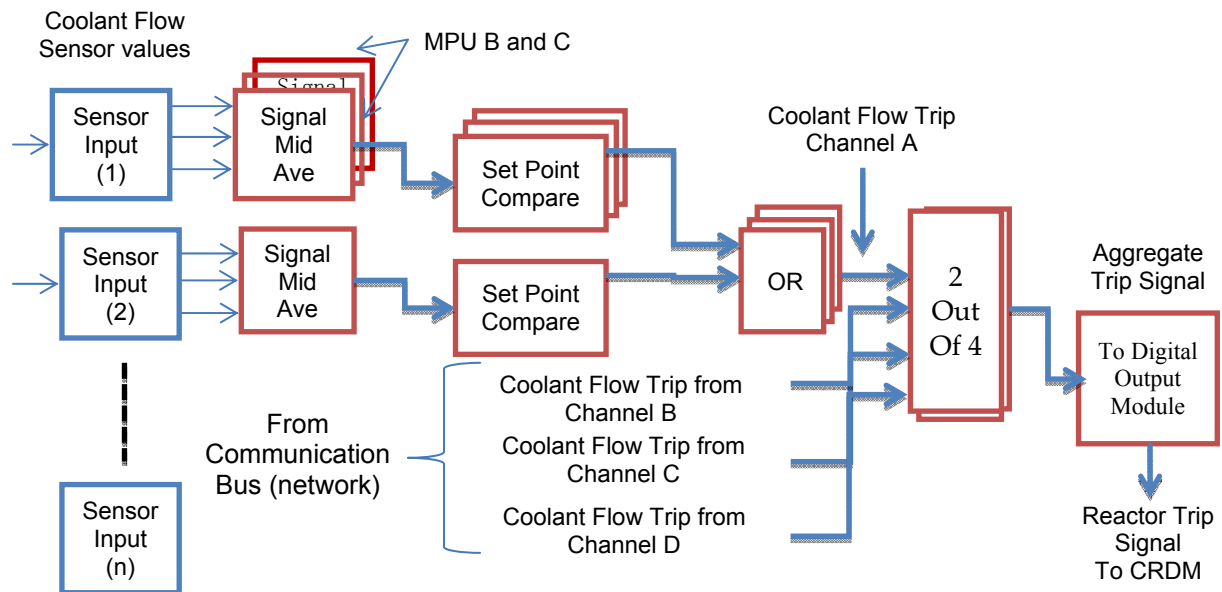 Coolant Flow
Sensor values
MPU B and C
Signal
Sensor
Input
(1)
Signal
Mid
Ave
Set Point
Compare
Coolant Flow Trip
Channel A
Sensor
Input
(2)
Signal
Mid
Ave
Set Point
Compare
OR
2
Out
Of 4
Aggregate
Trip Signal
To Digital
Output
Module
From
Communication
Bus (network)
Coolant Flow Trip from
Channel B
Coolant Flow Trip from
Channel C
Coolant Flow Trip from
Channel D
Sensor
Input
(n)
Reactor Trip
Signal
To CRDM